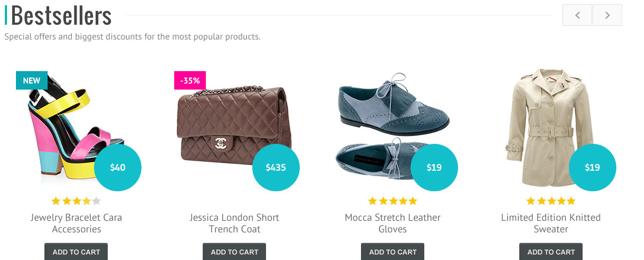 Bestsellers
Special offers and biggest discounts for the most popular products.
NEW
-35%
$40
$435
$19
$19
Jewelry Bracelet Cara
Accessories
Jessica London Short
Trench Coat
Mocca Stretch Leather
Gloves
Limited Edition Knitted
Sweater
ADD TO CART
ADD TO CART
ADD TO CART
ADD TO CART